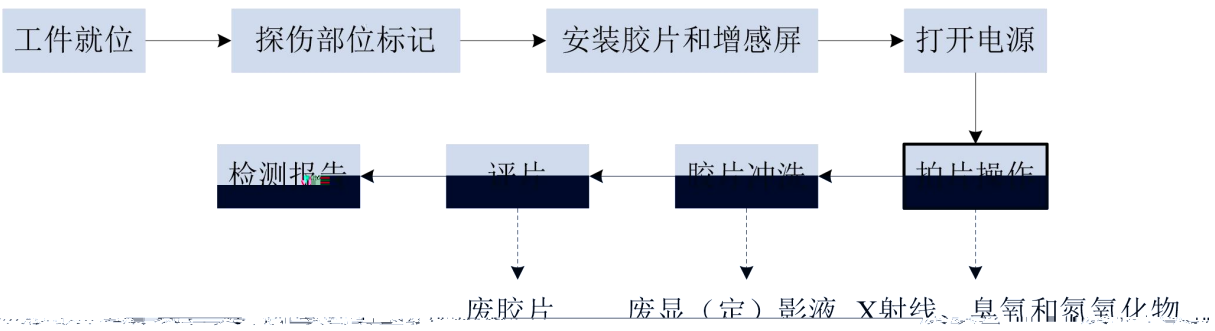 工件就位 探伤部位标记 安装胶片和增感屏 打开电源
检测报告 评片 胶片冲洗 拍片操作
废胶片 废显（定）影液 X射线、臭氧和氮氧化物